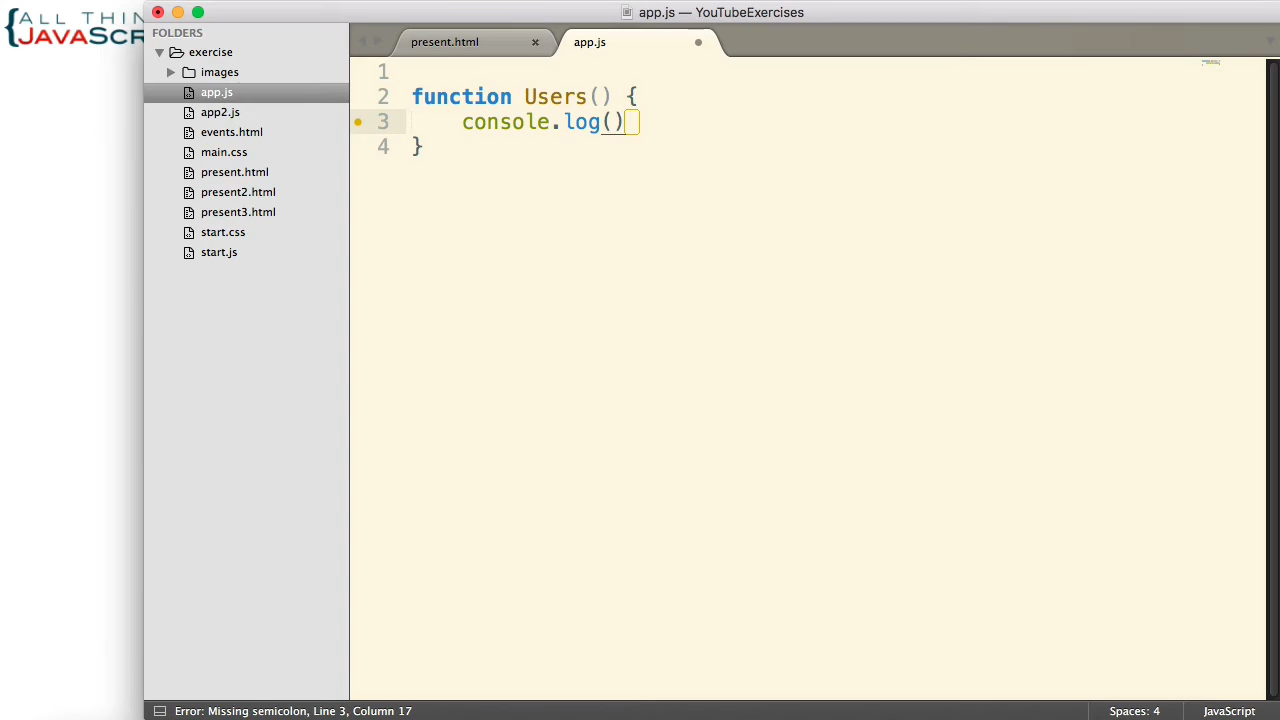 {ALL THIN
JAVASCR
app.js — YouTubeExercises
FOLDERS
exercise
images
app.js
app2.js
events.html
main.css
present.html
present2.html
present3.html
start.css
start.js
present.html
app.js
1
2 function Users() {
3 console.log()
4 }
Error: Missing semicolon, Line 3, Column 17
Spaces: 4
JavaScript